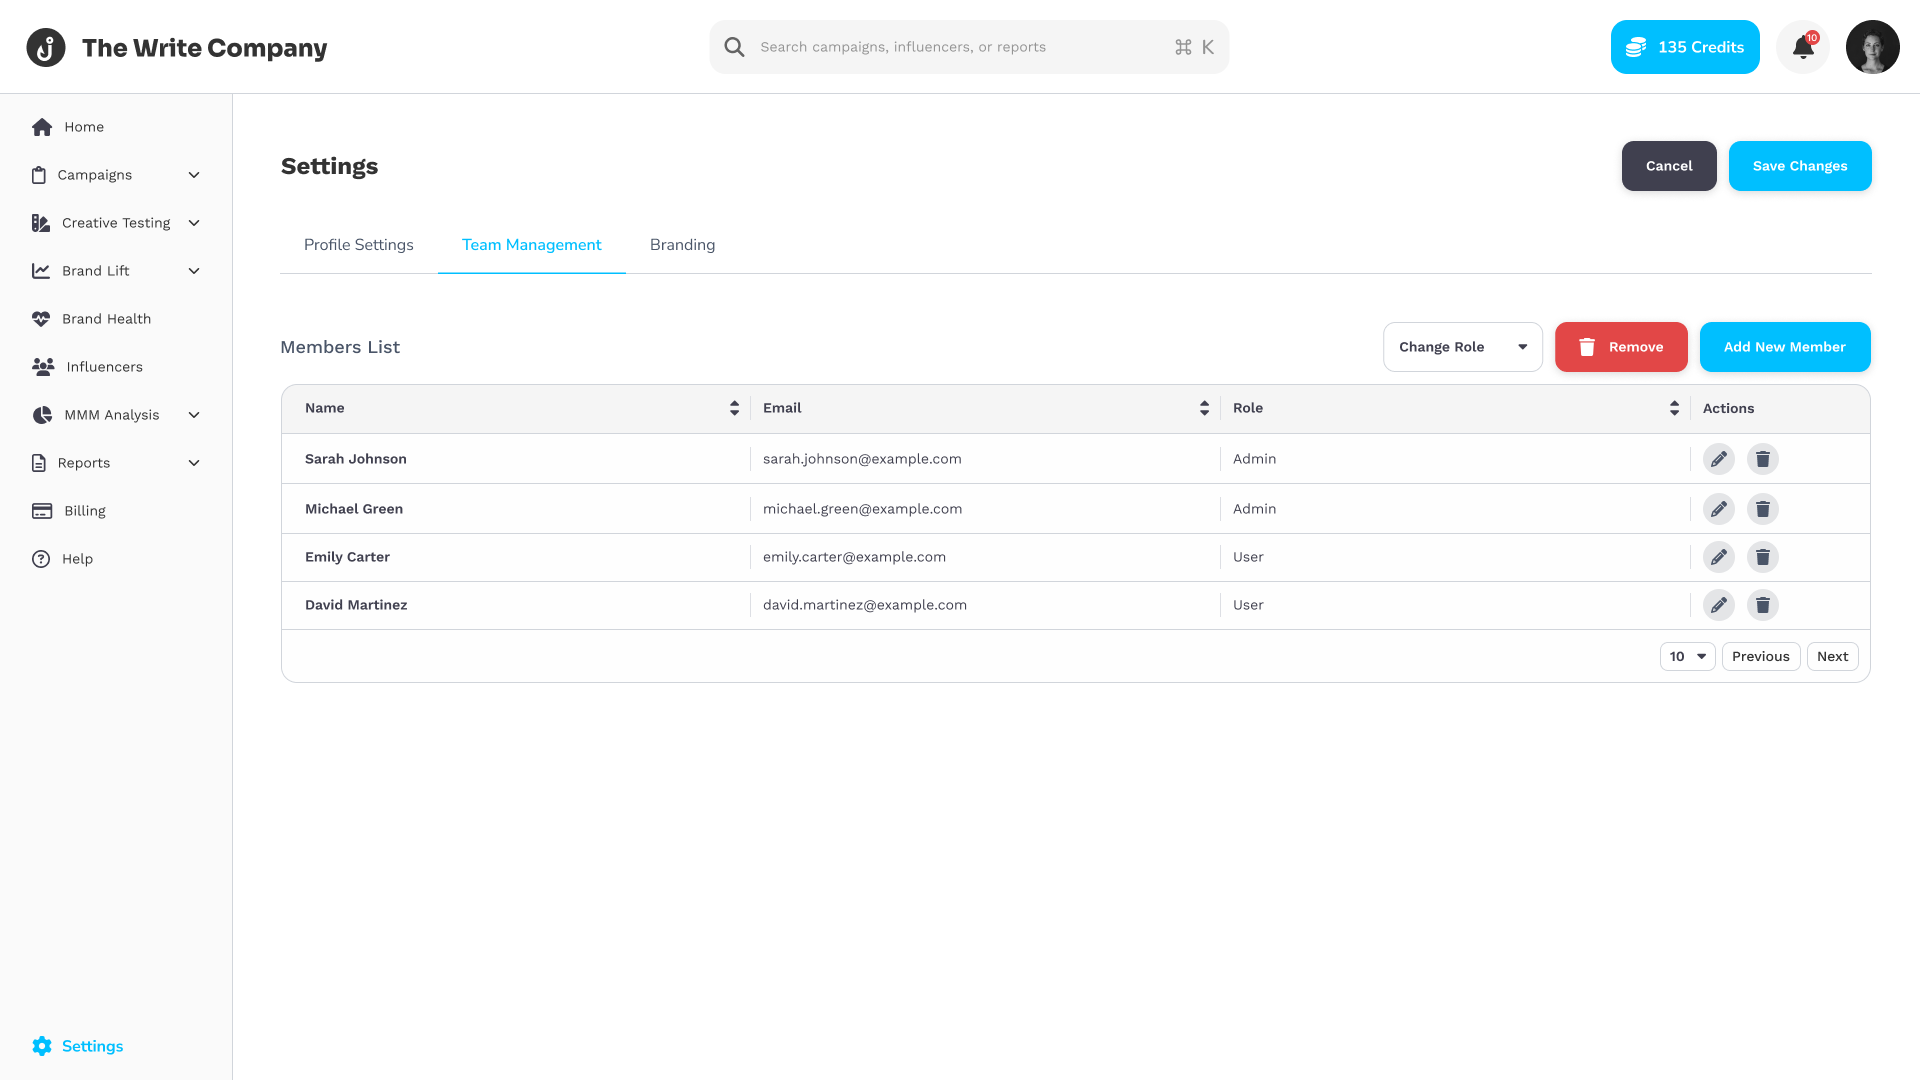 The Write Company
Search campaigns, influencers, or reports
⌘ K
135 Credits
10
Home
Campaigns
Creative Testing
Brand Lift
Brand Health
Influencers
MMM Analysis
Reports
Billing
Help
Settings
Settings
Cancel
Save Changes
Profile Settings
Team Management
Branding
Members List
Change Role
Remove
Add New Member
Name Email Role Actions
Sarah Johnson sarah.johnson@example.com Admin
Michael Green michael.green@example.com Admin
Emily Carter emily.carter@example.com User
David Martinez david.martinez@example.com User
10 Previous Next